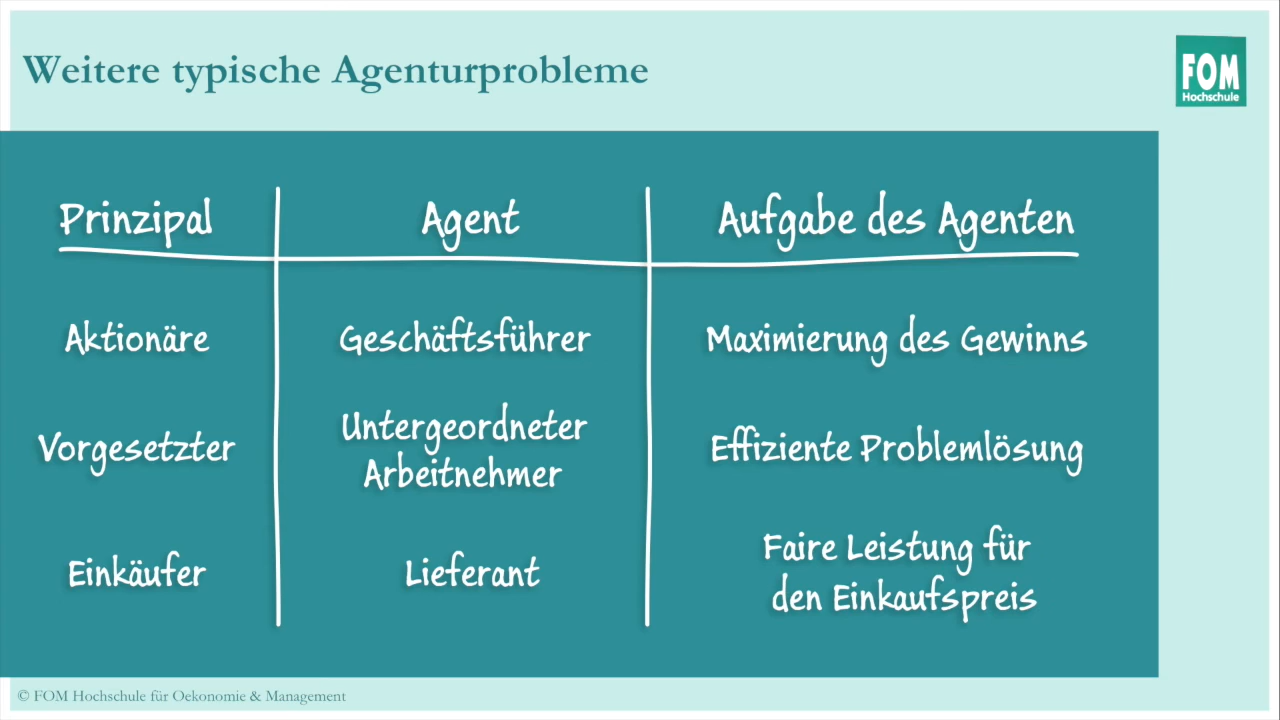 Weitere typische Agenturprobleme
FOM
Hochschule
Prinzipal
Agent
Aufgabe des Agenten
Aktionäre
Geschäftsführer
Maximierung des Gewinns
Vorgesetzter
Untergeordneter
Arbeitnehmer
Effiziente Problemlösung
Einkäufer
Lieferant
Faire Leistung für
den Einkaufspreis
© FOM Hochschule für Oekonomie & Management